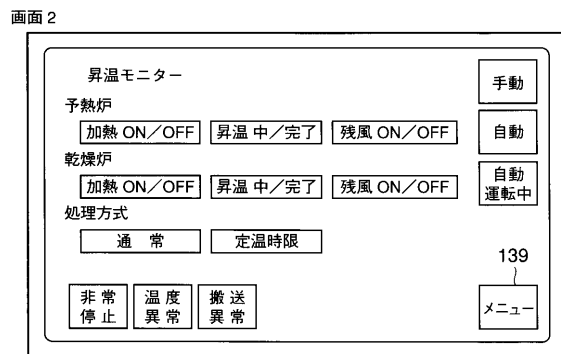 画面2
昇温モニター
手動
予熱炉
加熱 ON／OFF 昇温 中／完了 残風 ON／OFF
自動
乾燥炉
加熱 ON／OFF 昇温 中／完了 残風 ON／OFF
自動
運転中
処理方式
通 常 定温時限
139
非常
停止
温度
異常
搬送
異常
メニュー